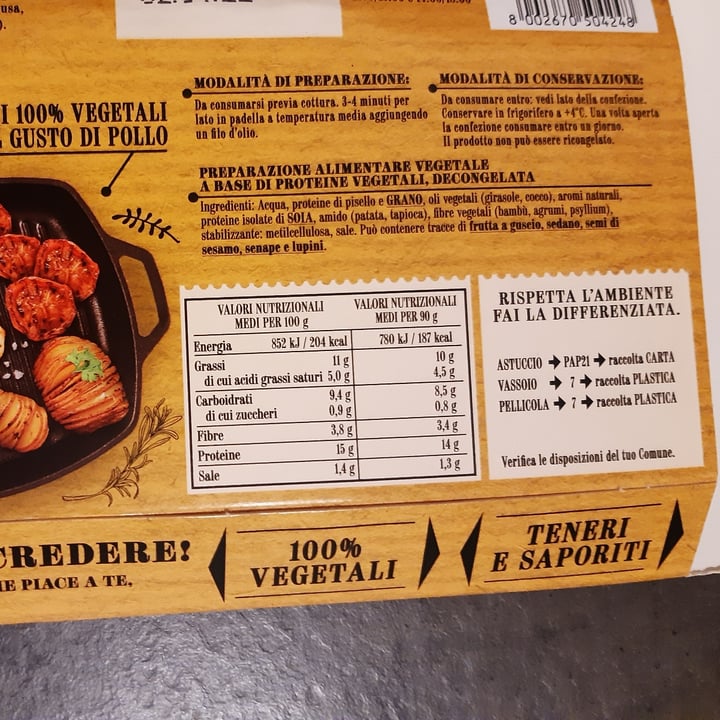 usa,
).
8 002670 504248
MODALITÀ DI PREPARAZIONE:
Da consumarsi previa cottura. 3-4 minuti per
lato in padella a temperatura media aggiungendo
un filo d'olio.
MODALITÀ DI CONSERVAZIONE:
Da consumare entro: vedi lato della confezione.
Conservare in frigorifero a +4°C. Una volta aperta
la confezione consumare entro un giorno.
Il prodotto non può essere ricongelato.
I 100% VEGETALI
L GUSTO DI POLLO
PREPARAZIONE ALIMENTARE VEGETALE
A BASE DI PROTEINE VEGETALI, DECONGELATA
Ingredienti: Acqua, proteine di pisello e GRANO, oli vegetali (girasole, cocco), aromi naturali,
proteine isolate di SOIA, amido (patata, tapioca), fibre vegetali (bambù, agrumi, psyllium),
stabilizzante: metilcellulosa, sale. Può contenere tracce di frutta a guscio, sedano, semi di
sesamo, senape e lupini.
VALORI NUTRIZIONALI
MEDI PER 100 g
VALORI NUTRIZIONALI
MEDI PER 90 g
Energia 852 kJ / 204 kcal 780 kJ / 187 kcal
Grassi 11 g 10 g
di cui acidi grassi saturi 5,0 g 4,5 g
Carboidrati 9,4 g 8,5 g
di cui zuccheri 0,9 g 0,8 g
Fibre 3,8 g 3,4 g
Proteine 15 g 14 g
Sale 1,4 g 1,3 g
RISPETTA L'AMBIENTE
FAI LA DIFFERENZIATA.
ASTUCCIO → PAP21 → raccolta CARTA
VASSOIO → 7 → raccolta PLASTICA
PELLICOLA → 7 → raccolta PLASTICA
Verifica le disposizioni del tuo Comune.
CREDERE!
HE PIACE A TE,
100%
VEGETALI
TENERI
E SAPORITI